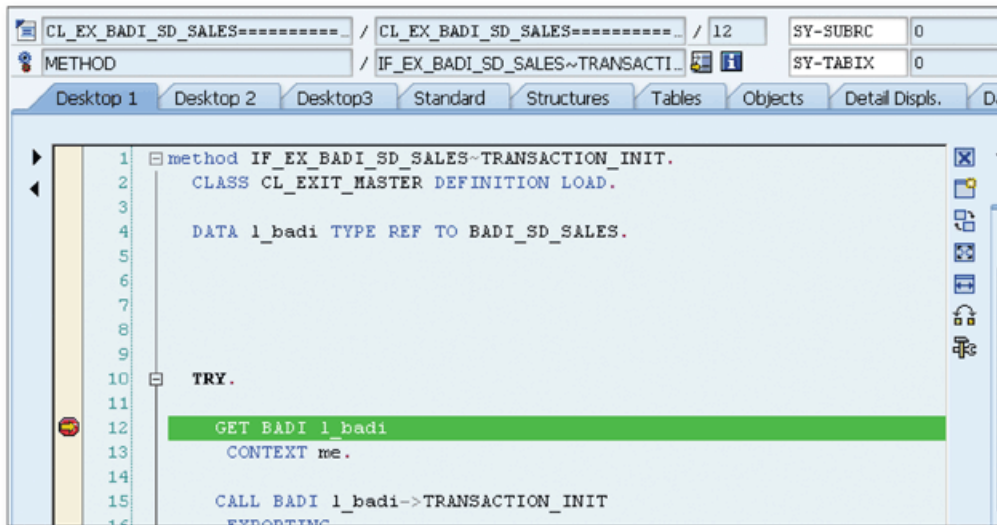 CL_EX_BADI_SD_SALES==========… / CL_EX_BADI_SD_SALES==========… / 12 SY-SUBRC 0
METHOD / IF_EX_BADI_SD_SALES~TRANSACTI… SY-TABIX 0
Desktop 1 Desktop 2 Desktop3 Standard Structures Tables Objects Detail Displs. D
1 method IF_EX_BADI_SD_SALES~TRANSACTION_INIT.
2 CLASS CL_EXIT_MASTER DEFINITION LOAD.
3
4 DATA l_badi TYPE REF TO BADI_SD_SALES.
5
6
7
8
9
10 TRY.
11
12 GET BADI l_badi
13 CONTEXT me.
14
15 CALL BADI l_badi->TRANSACTION_INIT
16 EXPORTING